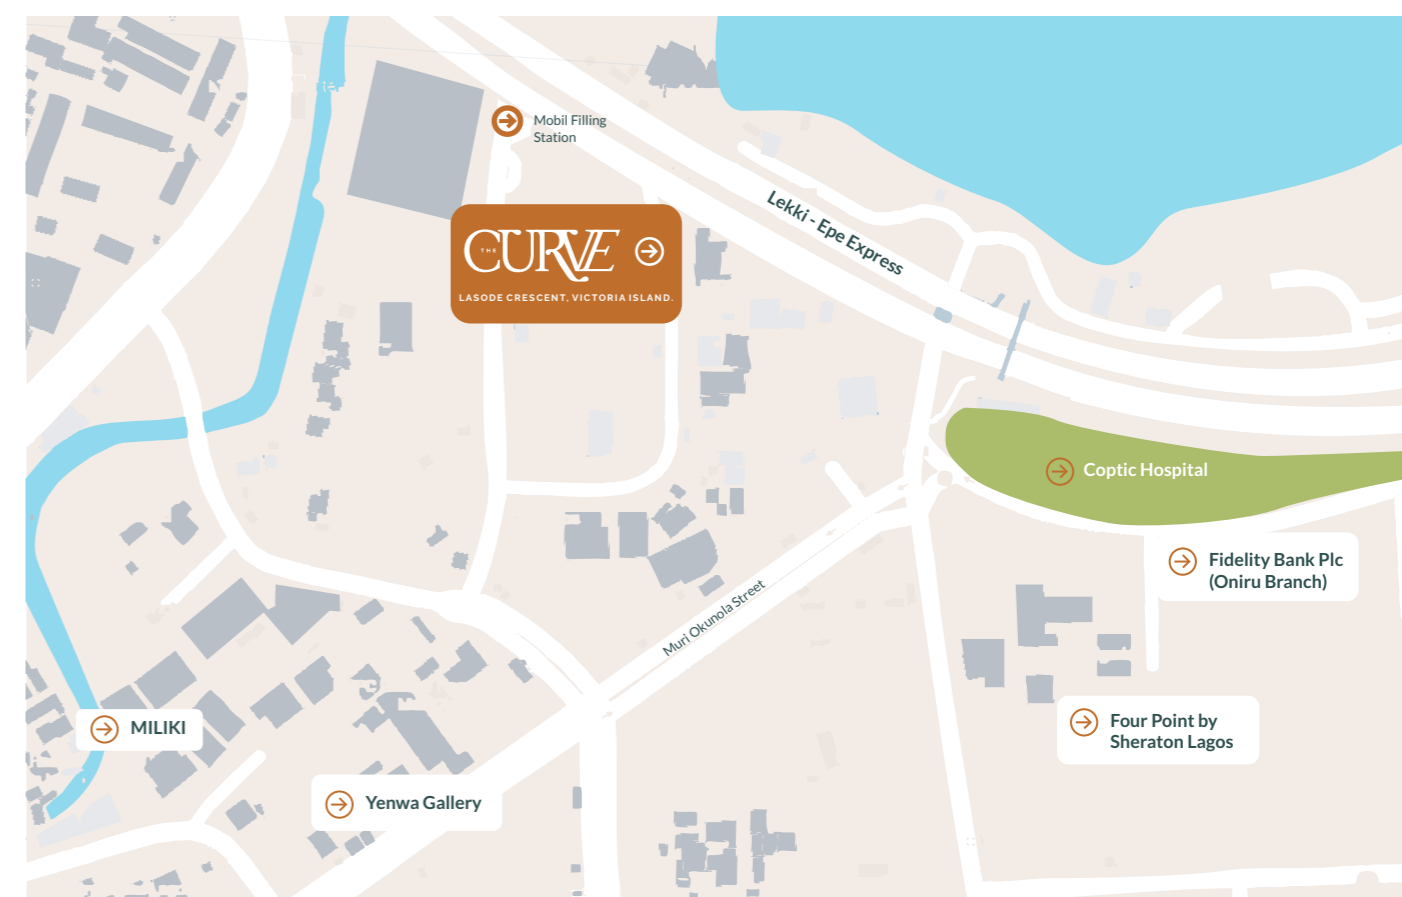 Mobil Filling
Station
THE CURVE
LASODE CRESCENT, VICTORIA ISLAND.
Lekki - Epe Express
Coptic Hospital
Fidelity Bank Plc
(Oniru Branch)
Muri Okunola Street
Four Point by
Sheraton Lagos
MILIKI
Yenwa Gallery